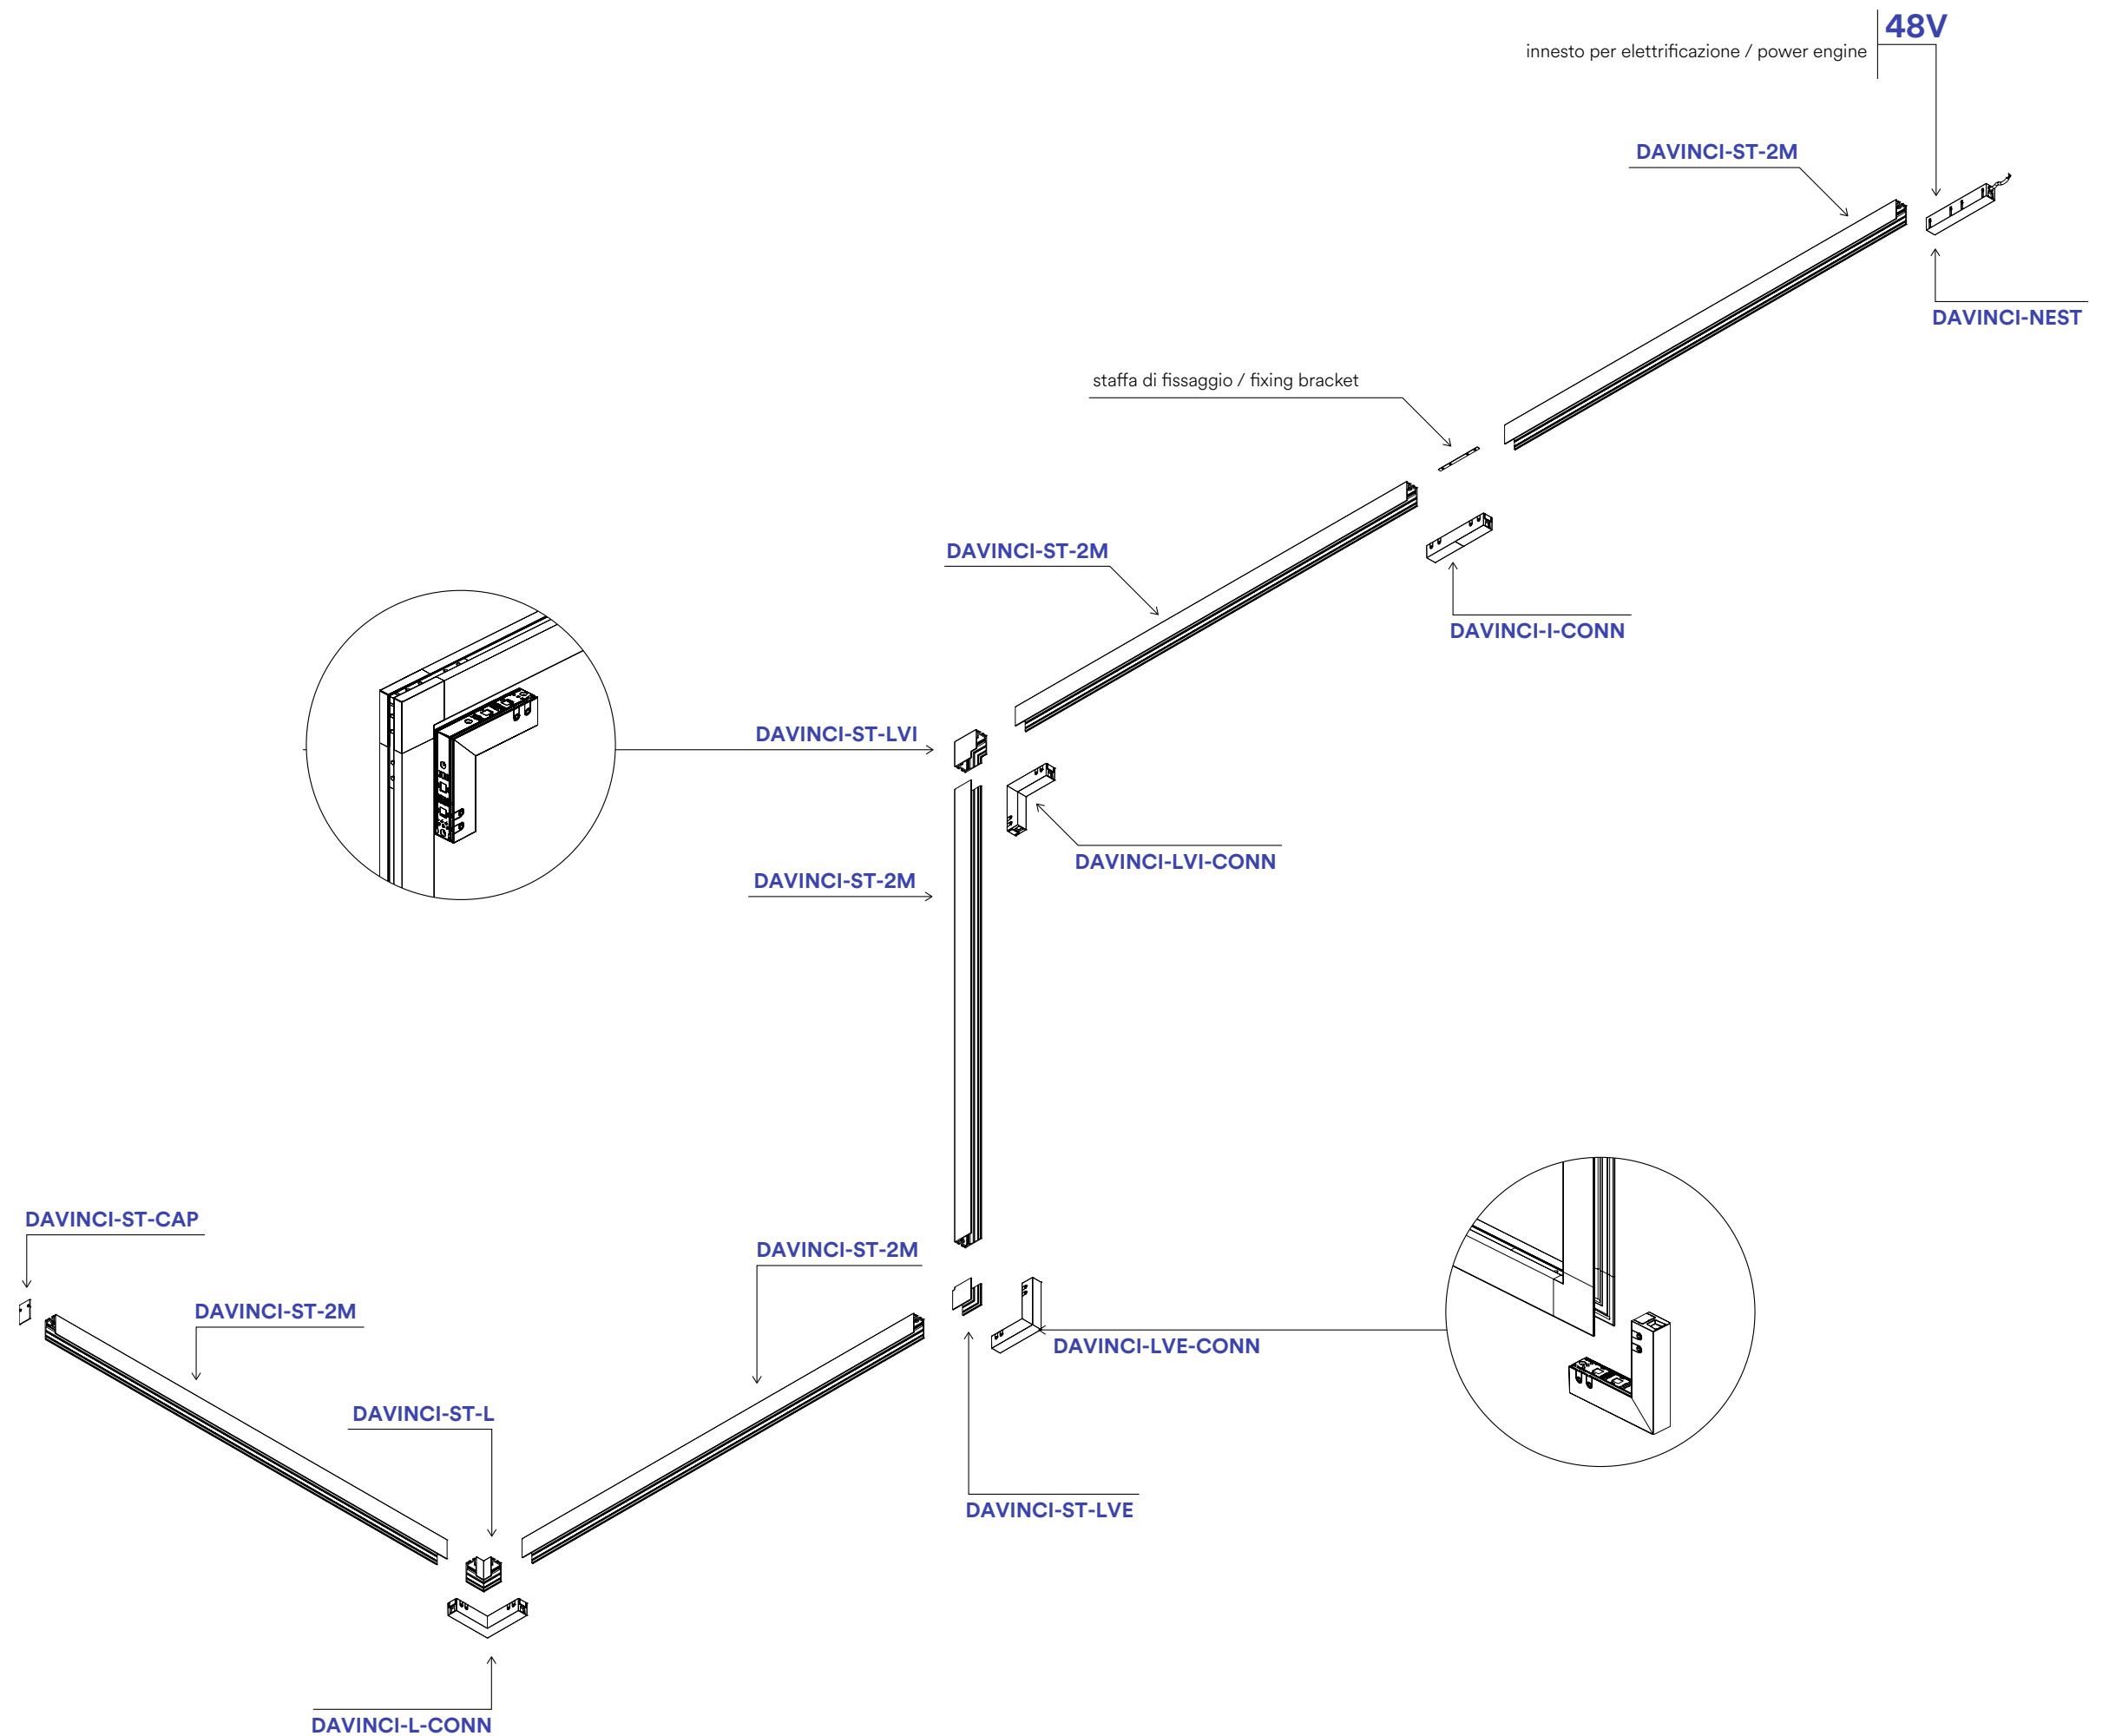 48V
innesto per elettrificazione / power engine
DAVINCI-ST-2M
DAVINCI-NEST
staffa di fissaggio / fixing bracket
DAVINCI-ST-2M
DAVINCI-I-CONN
DAVINCI-ST-LVI
DAVINCI-LVI-CONN
DAVINCI-ST-2M
DAVINCI-ST-CAP
DAVINCI-ST-2M
DAVINCI-ST-2M
DAVINCI-LVE-CONN
DAVINCI-ST-L
DAVINCI-ST-LVE
DAVINCI-L-CONN